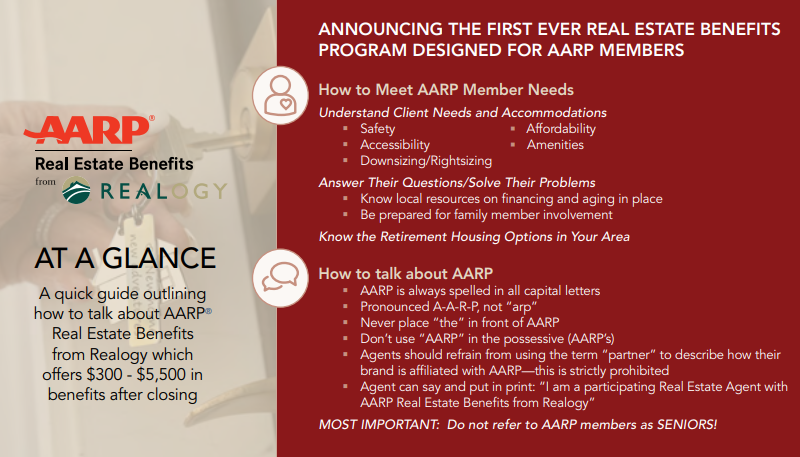 AARP®
Real Estate Benefits
from REALOGY
AT A GLANCE
A quick guide outlining
how to talk about AARP®
Real Estate Benefits
from Realogy which
offers $300 - $5,500 in
benefits after closing
ANNOUNCING THE FIRST EVER REAL ESTATE BENEFITS
PROGRAM DESIGNED FOR AARP MEMBERS
How to Meet AARP Member Needs
Understand Client Needs and Accommodations
▪ Safety ▪ Affordability
▪ Accessibility ▪ Amenities
▪ Downsizing/Rightsizing
Answer Their Questions/Solve Their Problems
▪ Know local resources on financing and aging in place
▪ Be prepared for family member involvement
Know the Retirement Housing Options in Your Area
How to talk about AARP
▪ AARP is always spelled in all capital letters
▪ Pronounced A-A-R-P, not “arp”
▪ Never place “the” in front of AARP
▪ Don’t use “AARP” in the possessive (AARP’s)
▪ Agents should refrain from using the term “partner” to describe how their
brand is affiliated with AARP—this is strictly prohibited
▪ Agent can say and put in print: “I am a participating Real Estate Agent with
AARP Real Estate Benefits from Realogy”
MOST IMPORTANT: Do not refer to AARP members as SENIORS!